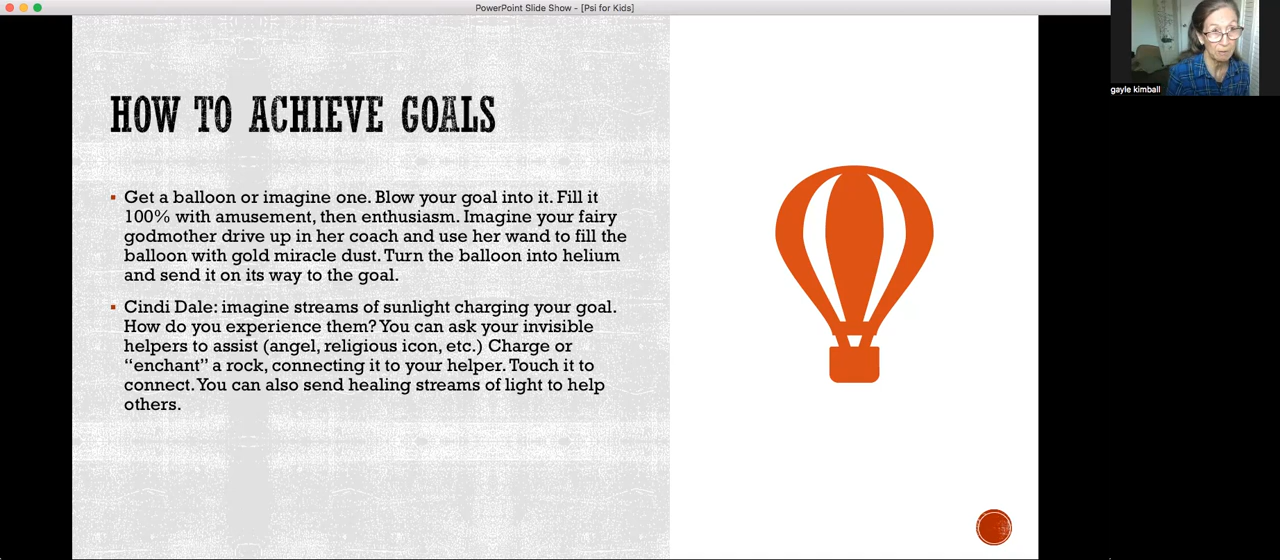 PowerPoint Slide Show - [Psi for Kids]
gayle kimball
HOW TO ACHIEVE GOALS
Get a balloon or imagine one. Blow your goal into it. Fill it
100% with amusement, then enthusiasm. Imagine your fairy
godmother drive up in her coach and use her wand to fill the
balloon with gold miracle dust. Turn the balloon into helium
and send it on its way to the goal.
Cindi Dale: imagine streams of sunlight charging your goal.
How do you experience them? You can ask your invisible
helpers to assist (angel, religious icon, etc.) Charge or
“enchant” a rock, connecting it to your helper. Touch it to
connect. You can also send healing streams of light to help
others.